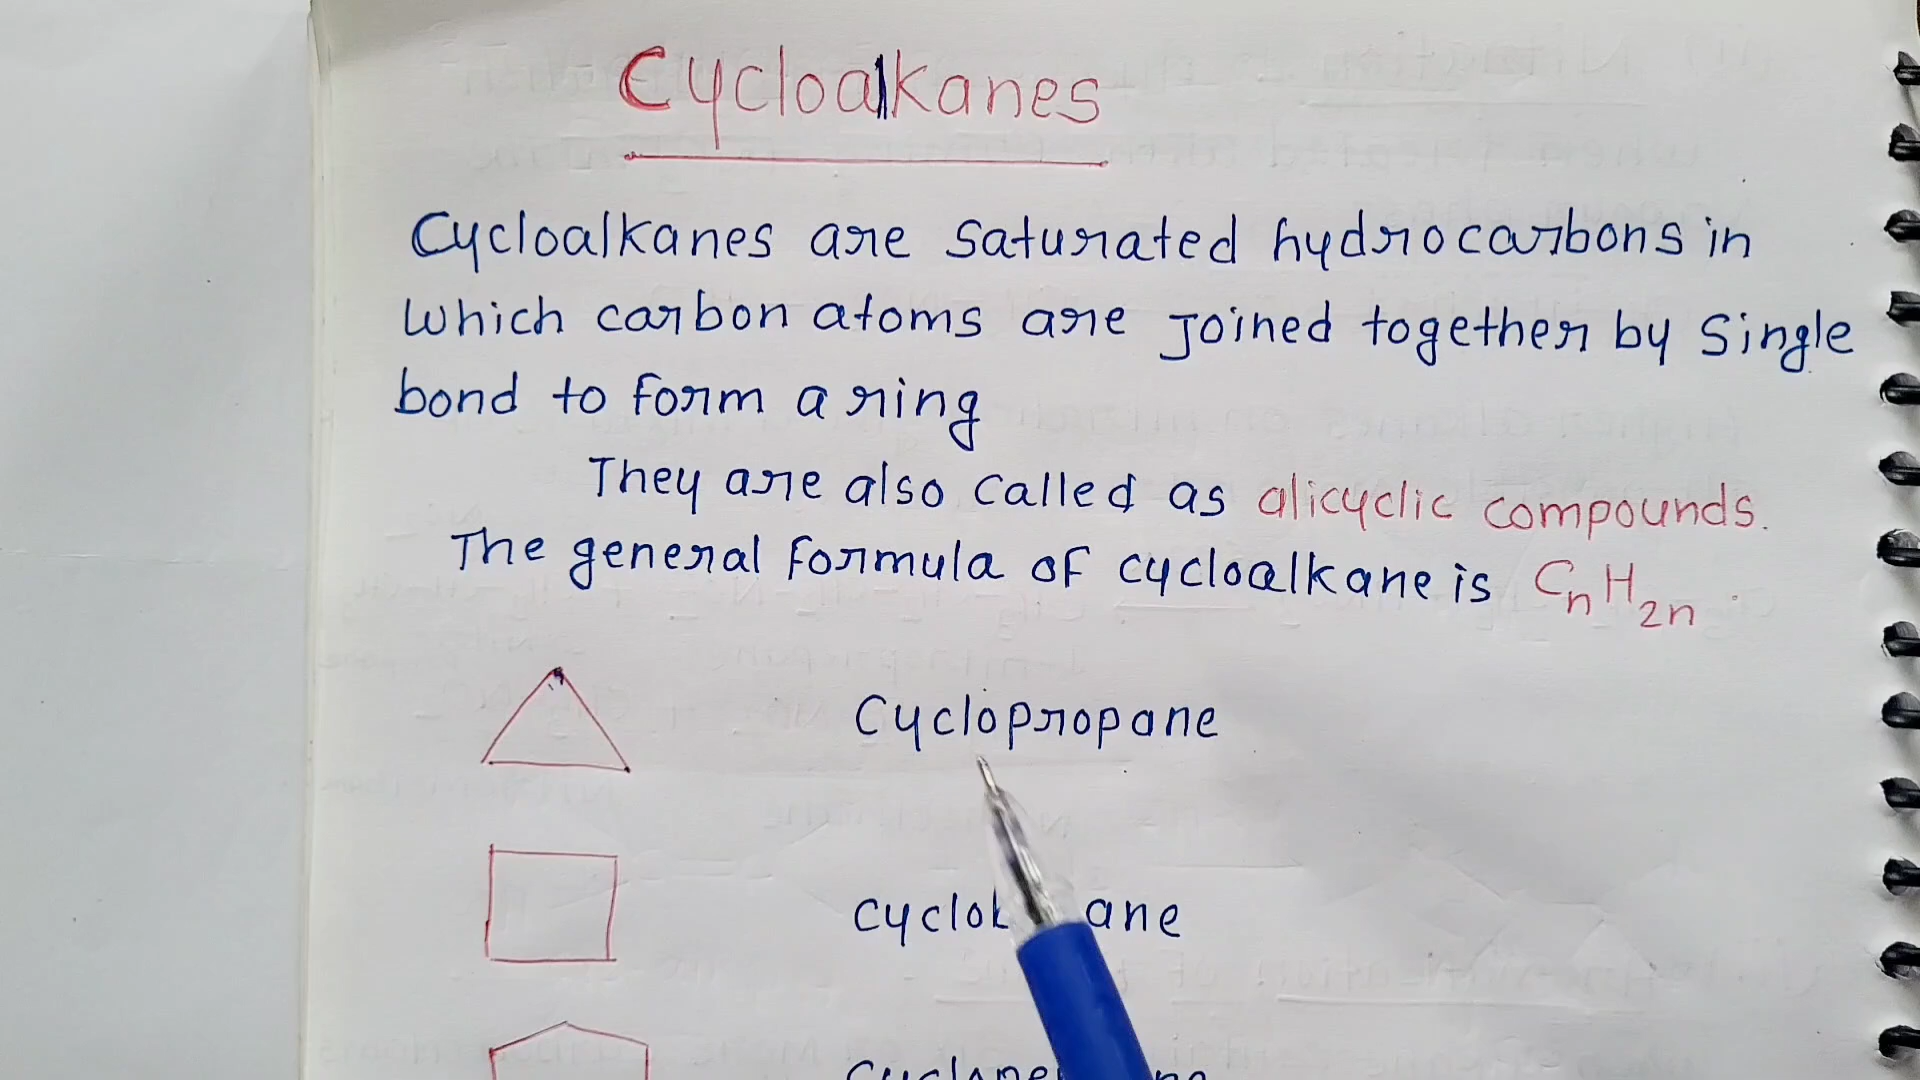 Cycloalkanes
Cycloalkanes are saturated hydrocarbons in
which carbon atoms are joined together by single
bond to form a ring
They are also called as alicyclic compounds.
The general formula of cycloalkane is CnH2n.
Cyclopropane